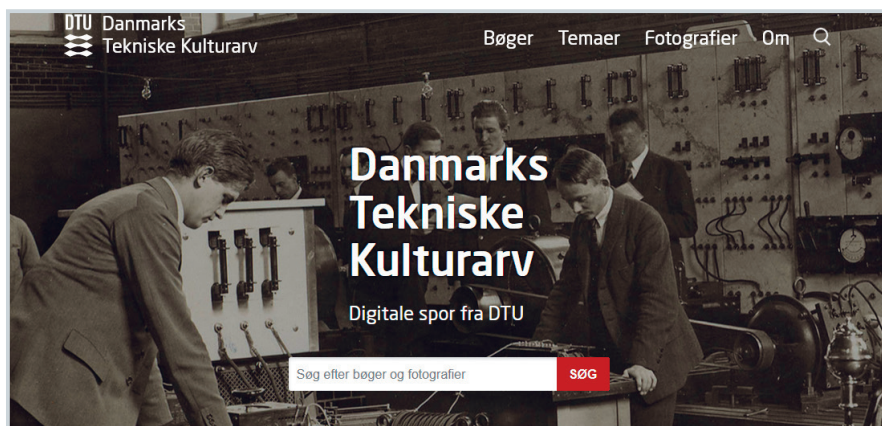 DTU Danmarks
Tekniske Kulturarv
Bøger Temaer Fotografier Om
Danmarks
Tekniske
Kulturarv
Digitale spor fra DTU
Søg efter bøger og fotografier SØG